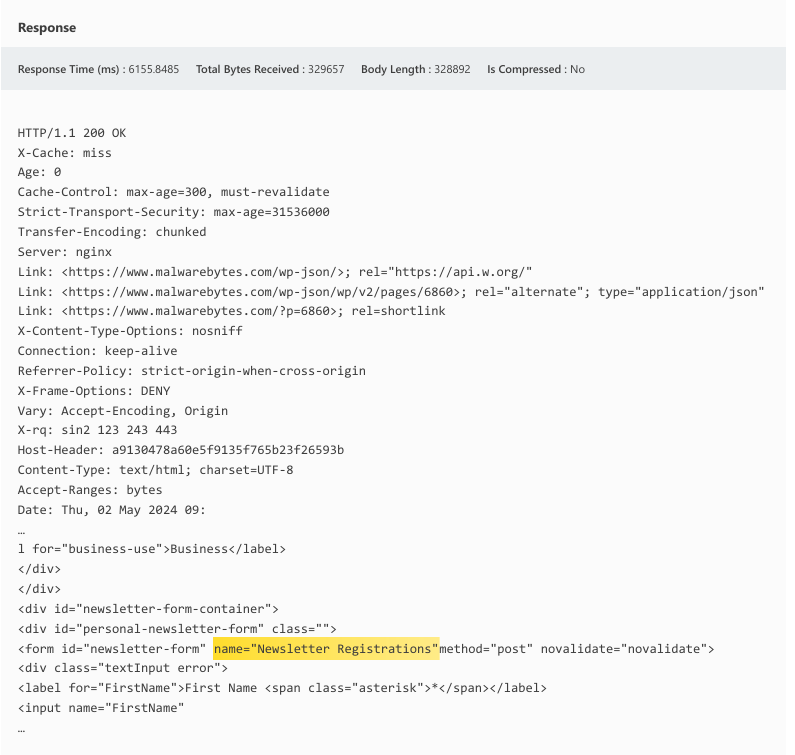 Response
Response Time (ms) : 6155.8485 Total Bytes Received : 329657 Body Length : 328892 Is Compressed : No
HTTP/1.1 200 OK
X-Cache: miss
Age: 0
Cache-Control: max-age=300, must-revalidate
Strict-Transport-Security: max-age=31536000
Transfer-Encoding: chunked
Server: nginx
Link: <https://www.malwarebytes.com/wp-json/>; rel="https://api.w.org/"
Link: <https://www.malwarebytes.com/wp-json/wp/v2/pages/6860>; rel="alternate"; type="application/json"
Link: <https://www.malwarebytes.com/?p=6860>; rel=shortlink
X-Content-Type-Options: nosniff
Connection: keep-alive
Referrer-Policy: strict-origin-when-cross-origin
X-Frame-Options: DENY
Vary: Accept-Encoding, Origin
X-rq: sin2 123 243 443
Host-Header: a9130478a60e5f9135f765b23f26593b
Content-Type: text/html; charset=UTF-8
Accept-Ranges: bytes
Date: Thu, 02 May 2024 09:
…
l for="business-use">Business</label>
</div>
</div>
<div id="newsletter-form-container">
<div id="personal-newsletter-form" class="">
<form id="newsletter-form" name="Newsletter Registrations"method="post" novalidate="novalidate">
<div class="textInput error">
<label for="FirstName">First Name <span class="asterisk">*</span></label>
<input name="FirstName"
…